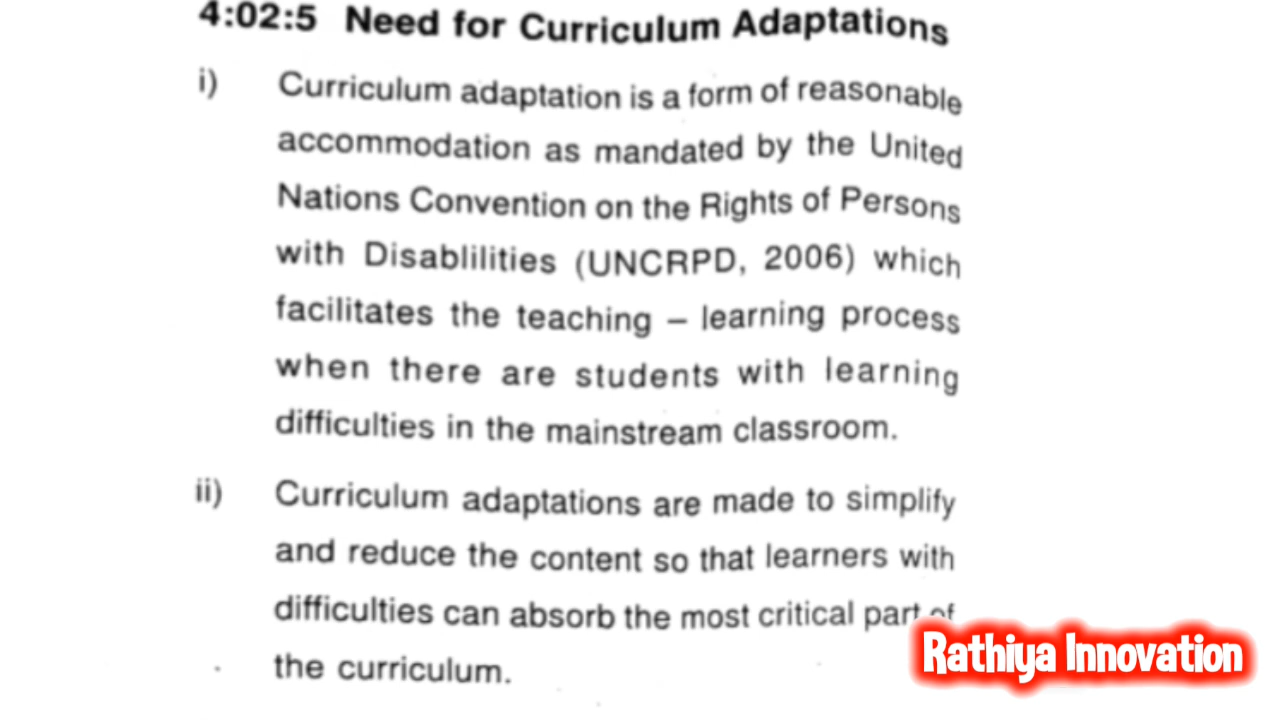 4:02:5 Need for Curriculum Adaptations
i) Curriculum adaptation is a form of reasonable
accommodation as mandated by the United
Nations Convention on the Rights of Persons
with Disablilities (UNCRPD, 2006) which
facilitates the teaching – learning process
when there are students with learning
difficulties in the mainstream classroom.
ii) Curriculum adaptations are made to simplify
and reduce the content so that learners with
difficulties can absorb the most critical part of
the curriculum.
Rathiya Innovation